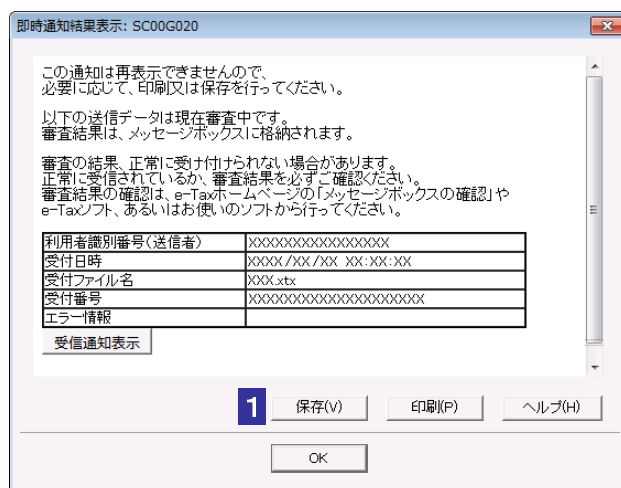 即時通知結果表示: SC00G020
この通知は再表示できませんので、
必要に応じて、印刷又は保存を行ってください。
以下の送信データは現在審査中です。
審査結果は、メッセージボックスに格納されます。
審査の結果、正常に受け付けられない場合があります。
正常に受信されているか、審査結果を必ずご確認ください。
審査結果の確認は、e-Taxホームページの「メッセージボックスの確認」や
e-Taxソフト、あるいはお使いのソフトから行ってください。
利用者識別番号(送信者) XXXXXXXXXXXXXXXX
受付日時 XXXX/XX/XX XX:XX:XX
受付ファイル名 XXX.xtx
受付番号 XXXXXXXXXXXXXXXXXXXX
エラー情報
受信通知表示
1 保存(V) 印刷(P) ヘルプ(H)
OK